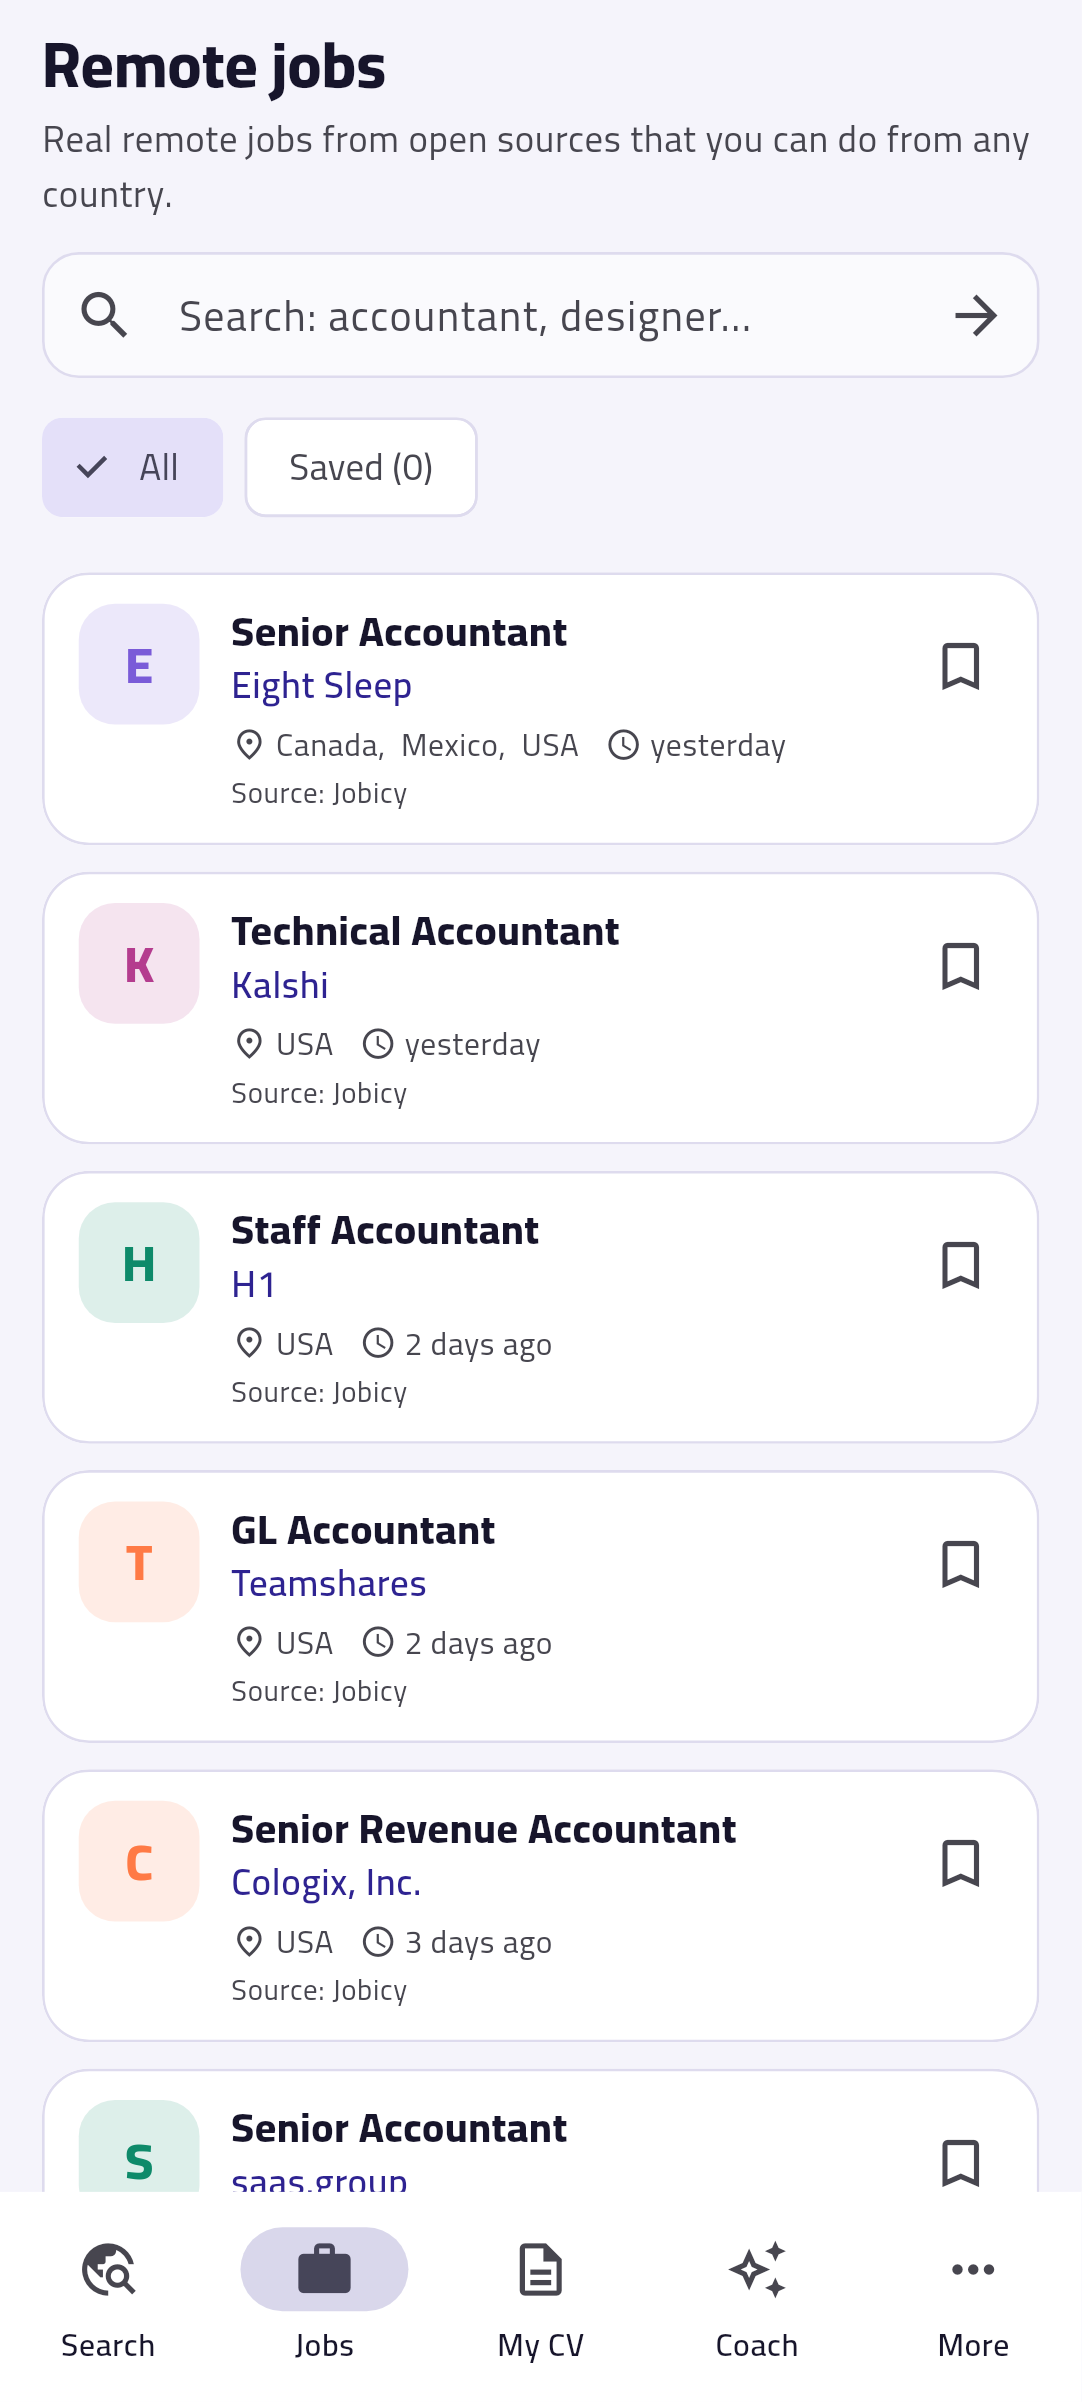 Remote jobs
Real remote jobs from open sources that you can do from any
country.
Search: accountant, designer...
All
Saved (0)
E
Senior Accountant
Eight Sleep
Canada, Mexico, USA yesterday
Source: Jobicy
K
Technical Accountant
Kalshi
USA yesterday
Source: Jobicy
H
Staff Accountant
H1
USA 2 days ago
Source: Jobicy
T
GL Accountant
Teamshares
USA 2 days ago
Source: Jobicy
C
Senior Revenue Accountant
Cologix, Inc.
USA 3 days ago
Source: Jobicy
S
Senior Accountant
saas.group
Search
Jobs
My CV
Coach
More